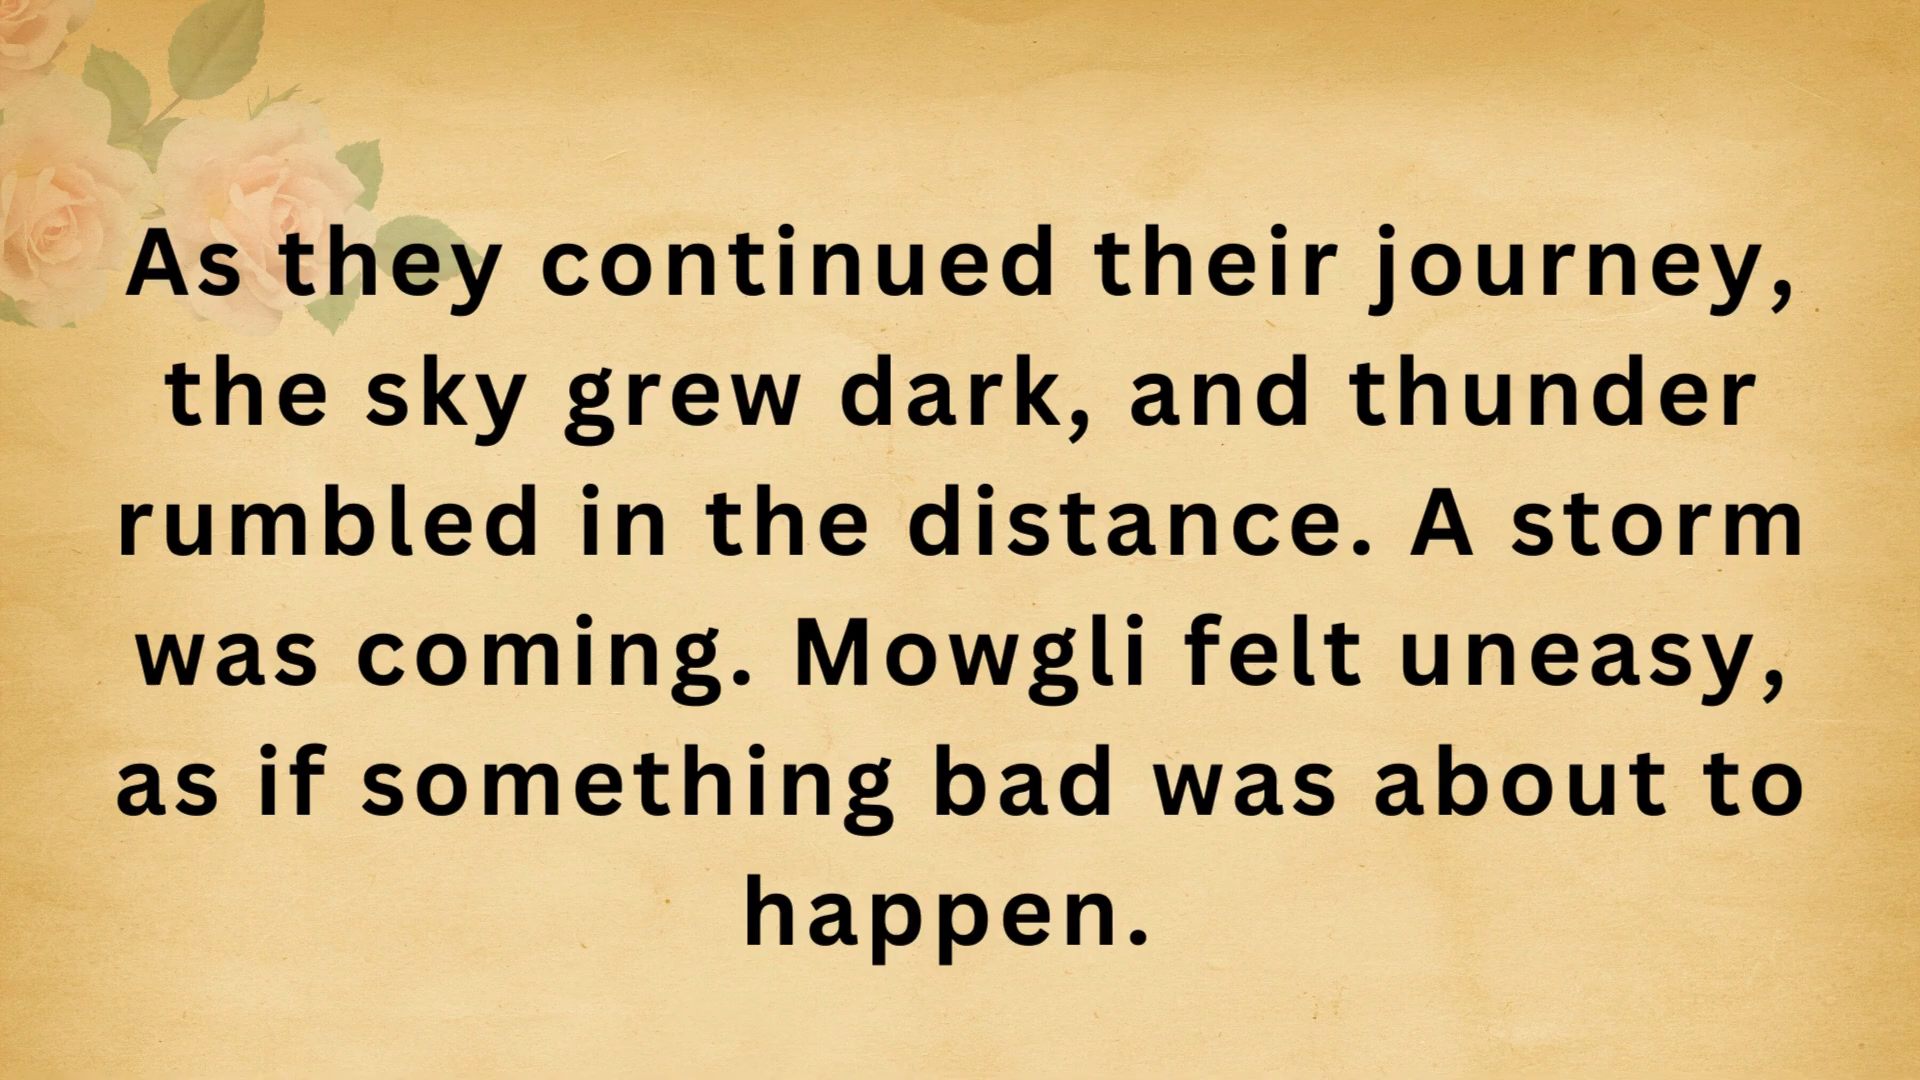 As they continued their journey,
the sky grew dark, and thunder
rumbled in the distance. A storm
was coming. Mowgli felt uneasy,
as if something bad was about to
happen.